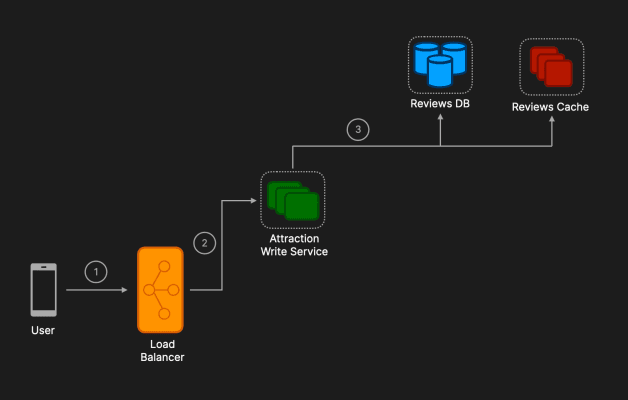 Reviews DB
Reviews Cache
3
Attraction
Write Service
2
1
User
Load
Balancer